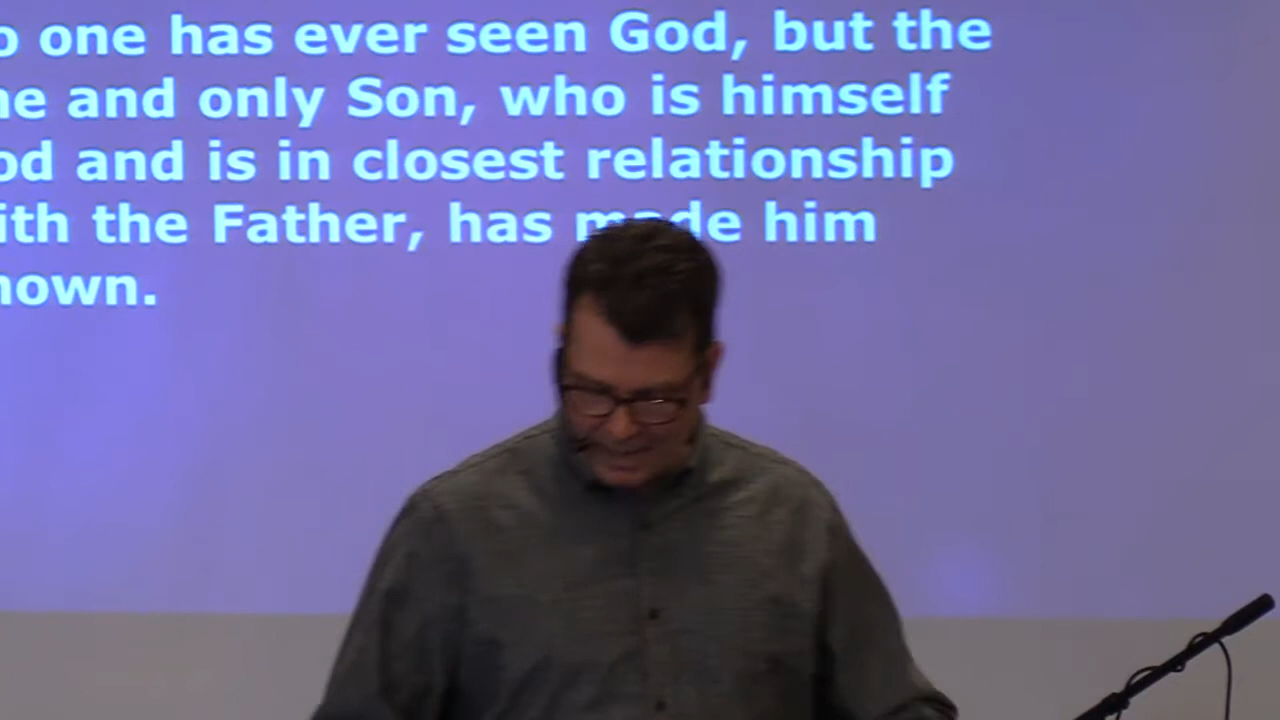 o one has ever seen God, but the
ne and only Son, who is himself
od and is in closest relationship
ith the Father, has made him
nown.